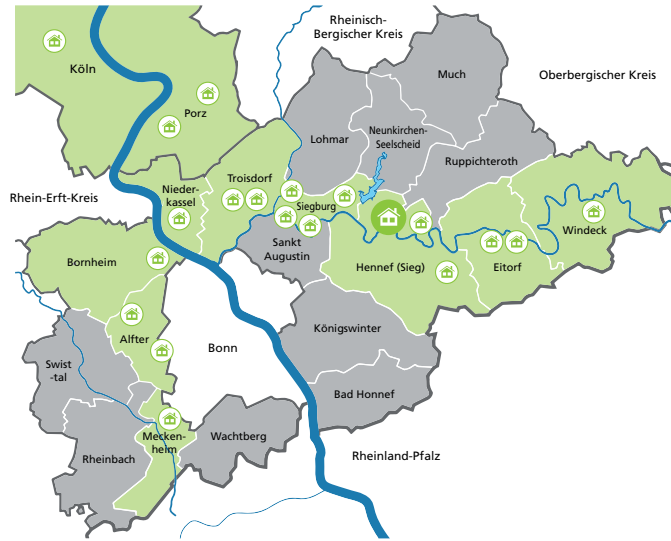 Rheinisch-
Bergischer Kreis
Köln
Much
Oberbergischer Kreis
Porz
Lohmar
Neunkirchen-
Seelscheid
Ruppichteroth
Troisdorf
Nieder-
kassel
Rhein-Erft-Kreis
Siegburg
Windeck
Sankt
Augustin
Bornheim
Hennef (Sieg)
Eitorf
Königswinter
Alfter
Bonn
Swist
-tal
Bad Honnef
Mecken-
heim
Wachtberg
Rheinbach
Rheinland-Pfalz